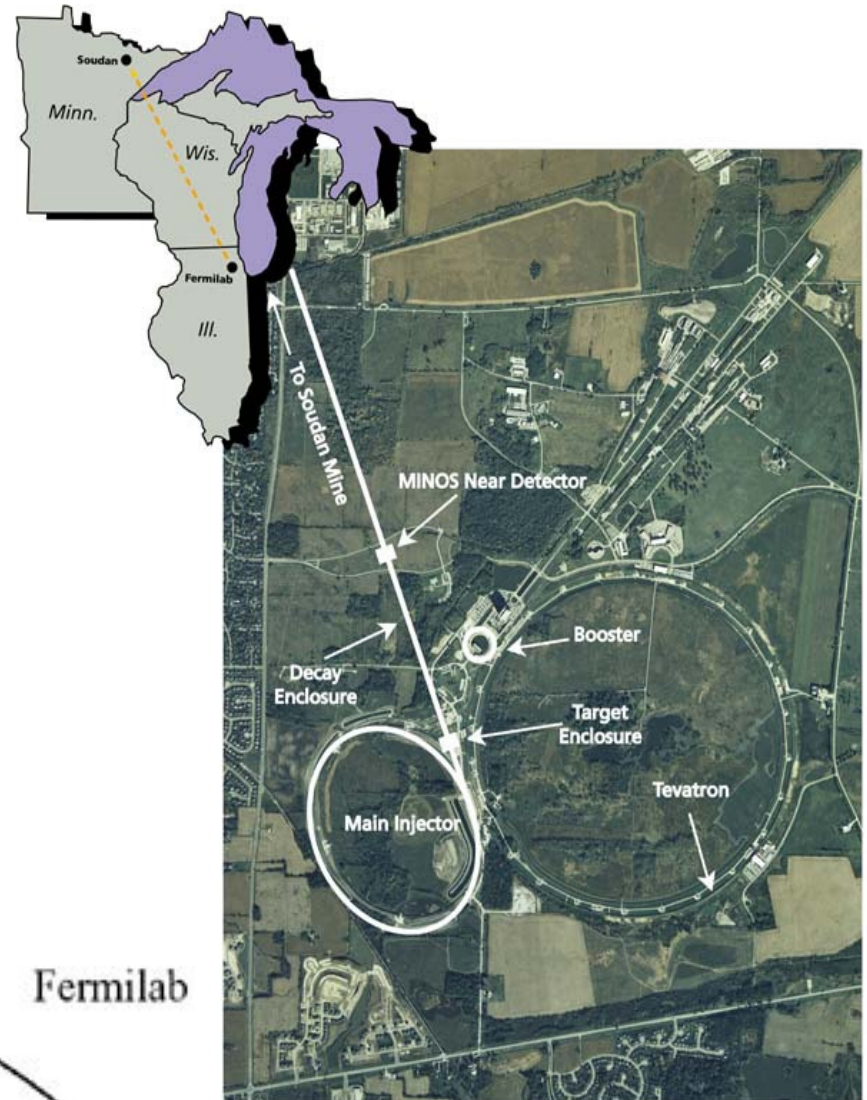 Soudan
Minn.
Wis.
Fermilab
Ill.
To Soudan Mine
MINOS Near Detector
Booster
Decay
Enclosure
Target
Enclosure
Tevatron
Main Injector
Fermilab